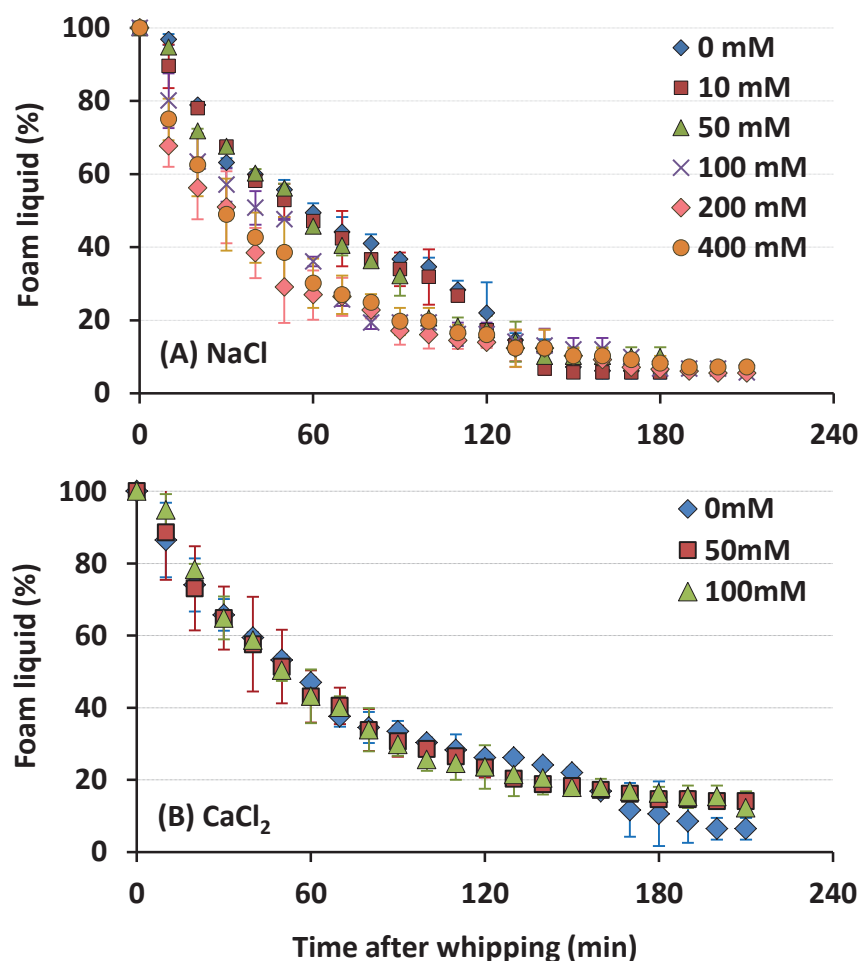 100
80
60
40
20
0
Foam liquid (%)
0 mM
10 mM
50 mM
100 mM
200 mM
400 mM
(A) NaCl
0 60 120 180 240
100
80
60
40
20
0
Foam liquid (%)
0mM
50mM
100mM
(B) CaCl₂
0 60 120 180 240
Time after whipping (min)